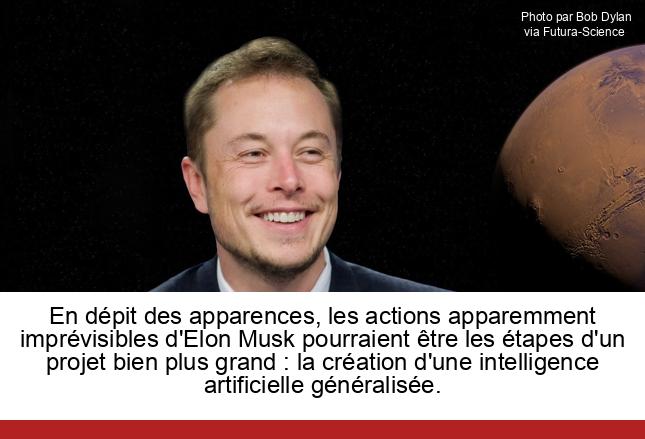 Photo par Bob Dylan
via Futura-Science
En dépit des apparences, les actions apparemment
imprévisibles d'Elon Musk pourraient être les étapes d'un
projet bien plus grand : la création d'une intelligence
artificielle généralisée.